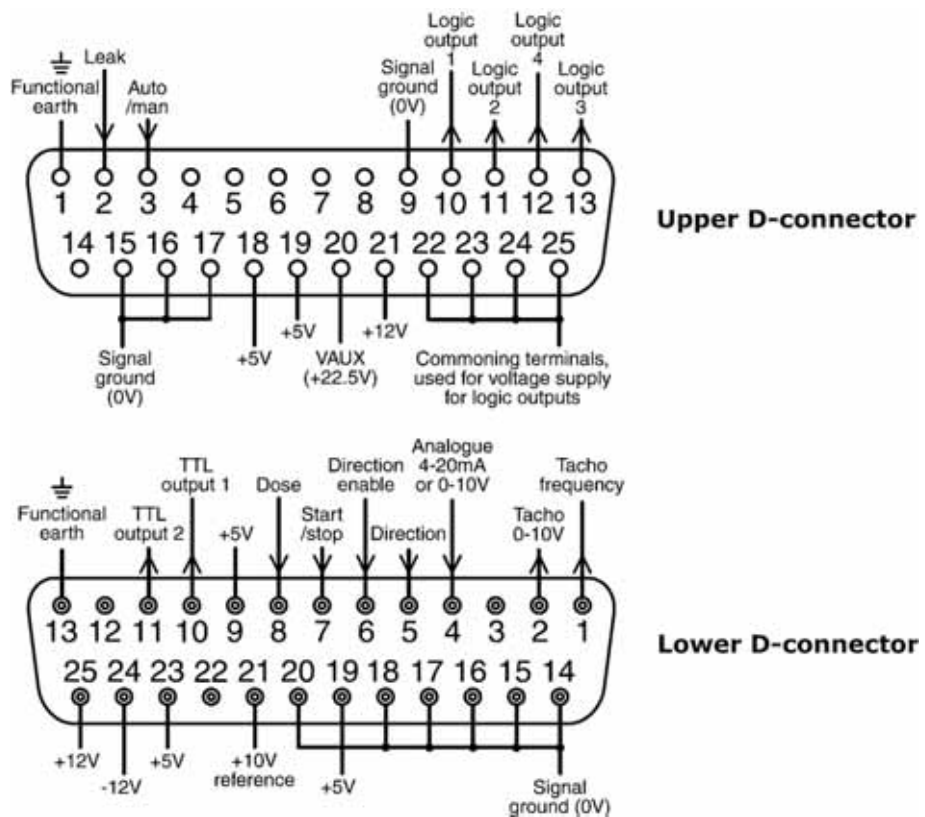 Leak
Functional
earth
Auto
/man
Signal
ground
(0V)
Logic
output
1
Logic
output
2
Logic
output
4
Logic
output
3
1 2 3 4 5 6 7 8 9 10 11 12 13
14 15 16 17 18 19 20 21 22 23 24 25
Upper D-connector
Signal
ground
(0V)
+5V
+5V
VAUX
(+22.5V)
+12V
Commoning terminals,
used for voltage supply
for logic outputs
Functional
earth
TTL
output 2
TTL
output 1
+5V
Dose
Start
/stop
Direction
enable
Direction
Analogue
4-20mA
or 0-10V
Tacho
0-10V
Tacho
frequency
13 12 11 10 9 8 7 6 5 4 3 2 1
25 24 23 22 21 20 19 18 17 16 15 14
Lower D-connector
+12V
-12V
+5V
+10V
reference
+5V
Signal
ground (0V)